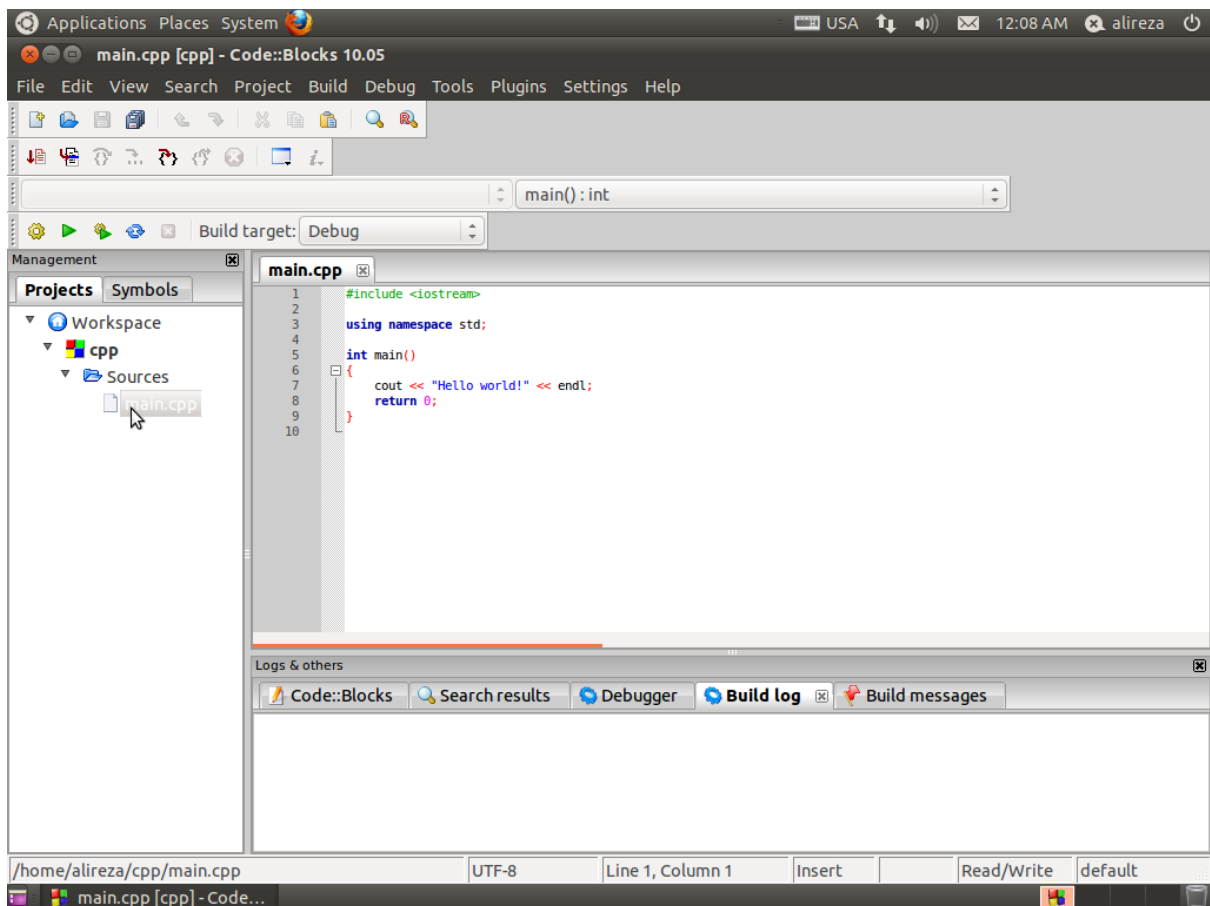 Applications Places System USA 12:08 AM alireza
main.cpp [cpp] - Code::Blocks 10.05
File Edit View Search Project Build Debug Tools Plugins Settings Help
main() : int
Build target: Debug
Management
Projects Symbols
Workspace
cpp
Sources
main.cpp
main.cpp
1 #include <iostream>
2
3 using namespace std;
4
5 int main()
6 {
7 cout << "Hello world!" << endl;
8 return 0;
9 }
10
Logs & others
Code::Blocks Search results Debugger Build log Build messages
/home/alireza/cpp/main.cpp UTF-8 Line 1, Column 1 Insert Read/Write default
main.cpp [cpp] - Code...